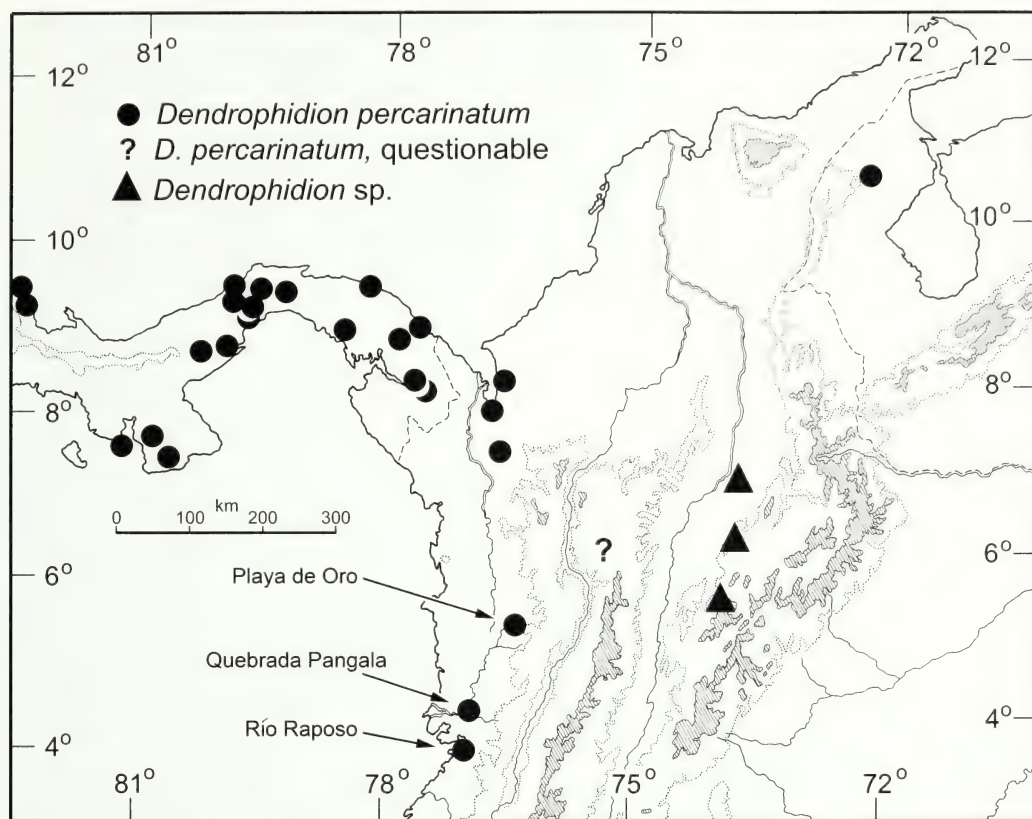 81° 78° 75° 72°
12° 12°
Dendrophidion percarinatum
? D. percarinatum, questionable
Dendrophidion sp.
10° 10°
8° 8°
km
0 100 200 300
?
6° 6°
Playa de Oro
Quebrada Pangala
Río Raposo
4° 4°
81° 78° 75° 72°